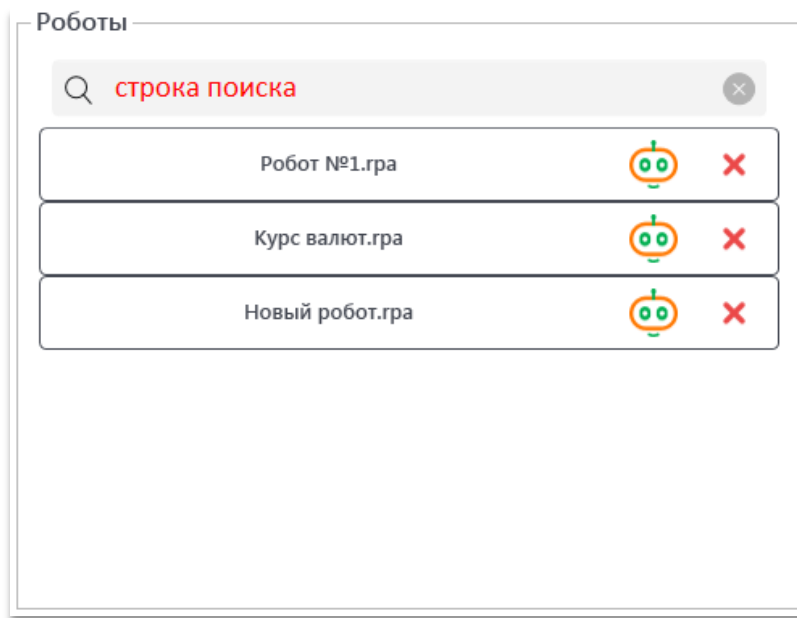 Роботы
строка поиска
Робот №1.rpa
Курс валют.rpa
Новый робот.rpa